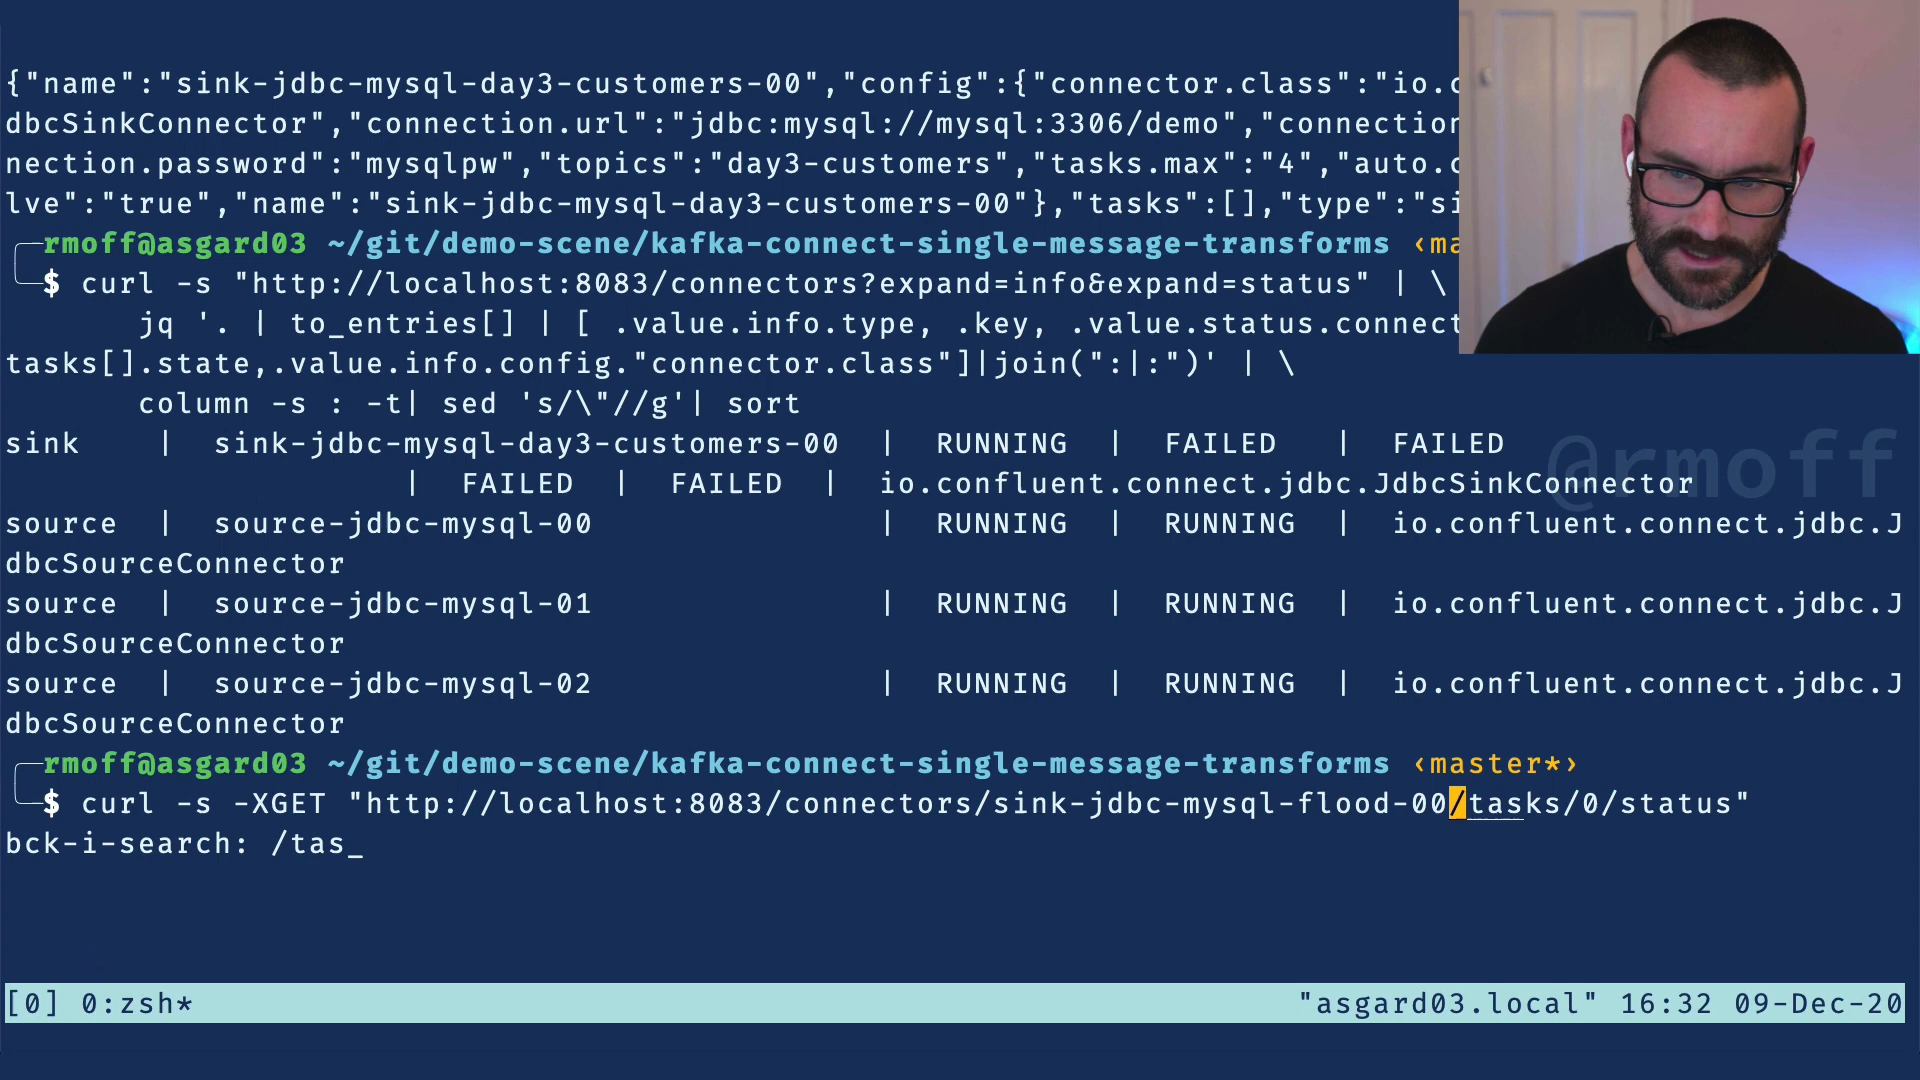 {"name":"sink-jdbc-mysql-day3-customers-00","config":{"connector.class":"io.c
dbcSinkConnector","connection.url":"jdbc:mysql://mysql:3306/demo","connection
nection.password":"mysqlpw","topics":"day3-customers","tasks.max":"4","auto.c
lve":"true","name":"sink-jdbc-mysql-day3-customers-00"},"tasks":[],"type":"si
rmoff@asgard03 ~/git/demo-scene/kafka-connect-single-message-transforms ‹ma
$ curl -s "http://localhost:8083/connectors?expand=info&expand=status" | \
jq '. | to_entries[] | [ .value.info.type, .key, .value.status.connect
tasks[].state,.value.info.config."connector.class"]|join(":|:")' | \
column -s : -t| sed 's/\"//g'| sort
sink | sink-jdbc-mysql-day3-customers-00 | RUNNING | FAILED | FAILED
| FAILED | FAILED | io.confluent.connect.jdbc.JdbcSinkConnector
@rmoff
source | source-jdbc-mysql-00 | RUNNING | RUNNING | io.confluent.connect.jdbc.J
dbcSourceConnector
source | source-jdbc-mysql-01 | RUNNING | RUNNING | io.confluent.connect.jdbc.J
dbcSourceConnector
source | source-jdbc-mysql-02 | RUNNING | RUNNING | io.confluent.connect.jdbc.J
dbcSourceConnector
rmoff@asgard03 ~/git/demo-scene/kafka-connect-single-message-transforms ‹master*›
$ curl -s -XGET "http://localhost:8083/connectors/sink-jdbc-mysql-flood-00/tasks/0/status"
bck-i-search: /tas_
[0] 0:zsh* "asgard03.local" 16:32 09-Dec-20